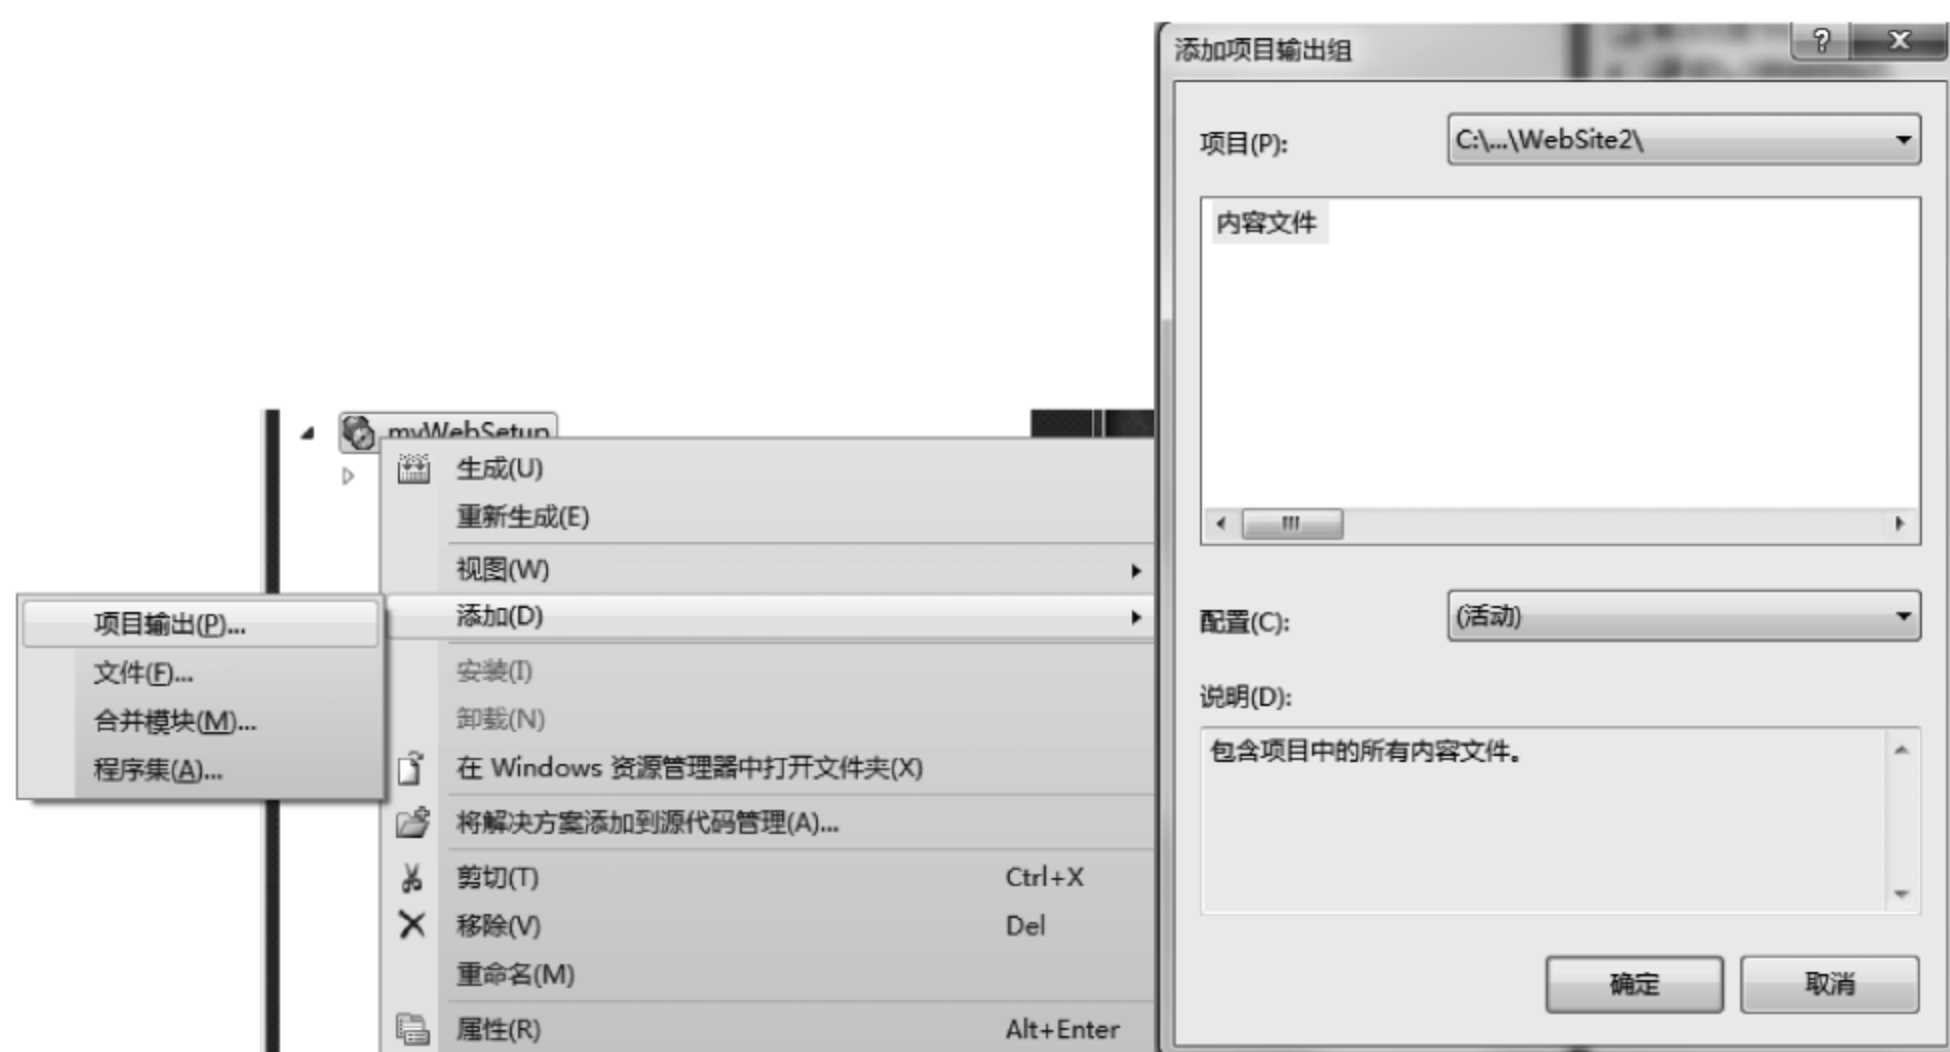 myWebSetup
生成(U)
重新生成(E)
视图(W)
添加(D)
安装(I)
卸载(N)
在 Windows 资源管理器中打开文件夹(X)
将解决方案添加到源代码管理(A)...
剪切(T) Ctrl+X
移除(V) Del
重命名(M)
属性(R) Alt+Enter
项目输出(P)...
文件(F)...
合并模块(M)...
程序集(A)...
添加项目输出组
项目(P): C:\...\WebSite2\
内容文件
配置(C): (活动)
说明(D):
包含项目中的所有内容文件。
确定 取消